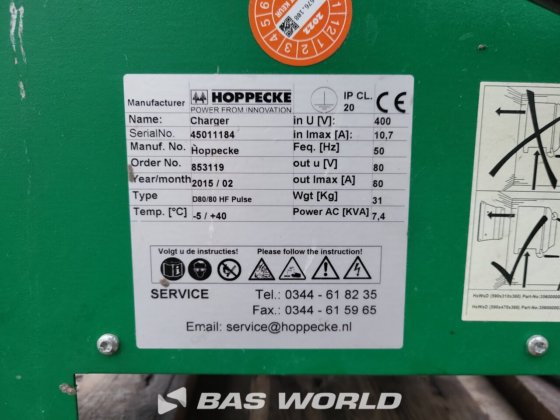 2022
Manufacturer HOPPECKE IP CL. 20 CE
POWER FROM INNOVATION
Name: Charger in U [V]: 400
SerialNo. 45011184 in Imax [A]: 10,7
Manuf. No. Hoppecke Feq. [Hz] 50
Order No. 853119 out u [V] 80
Year/month 2015 / 02 out Imax [A] 60
Type D80/80 HF Pulse Wgt [Kg] 31
Temp. [°C] -5 / +40 Power AC [KVA] 7,4
Volgt u de instructies! Please follow the instructions!
SERVICE Tel.: 0344 - 61 82 35
Fax.: 0344 - 61 59 65
Email: service@hoppecke.nl
BAS WORLD